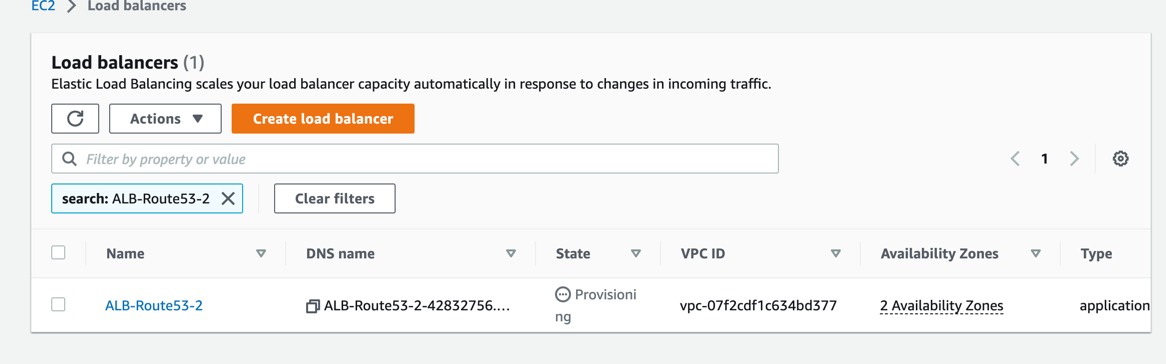 EC2 > Load balancers
Load balancers (1)
Elastic Load Balancing scales your load balancer capacity automatically in response to changes in incoming traffic.
Actions Create load balancer
Filter by property or value
1
search: ALB-Route53-2 Clear filters
Name DNS name State VPC ID Availability Zones Type
ALB-Route53-2 ALB-Route53-2-42832756.... Provisioni vpc-07f2cdf1c634bd377 2 Availability Zones application
ng